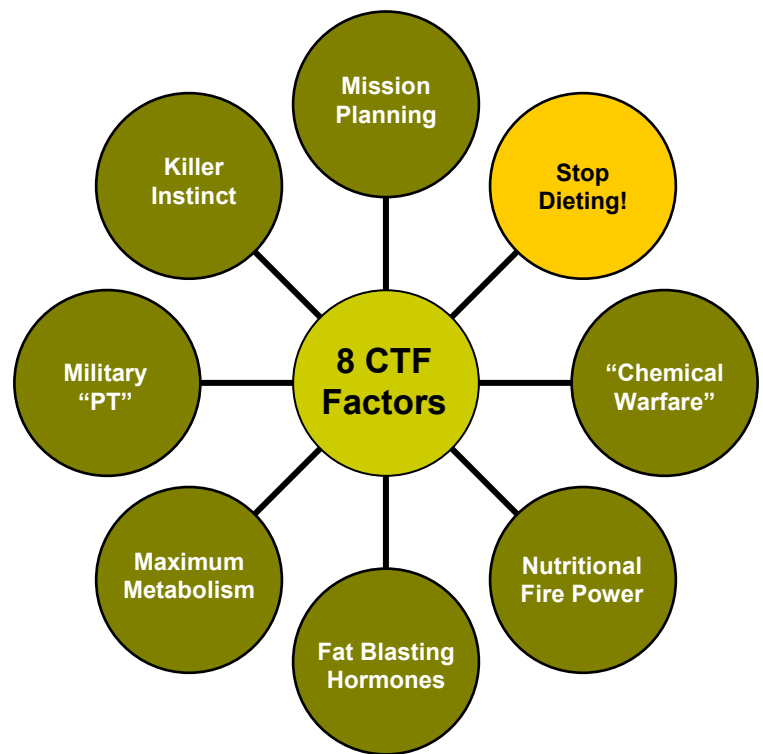 Mission
Planning
Stop
Dieting!
“Chemical
Warfare”
Nutritional
Fire Power
Fat Blasting
Hormones
Maximum
Metabolism
Military
“PT”
Killer
Instinct
8 CTF
Factors